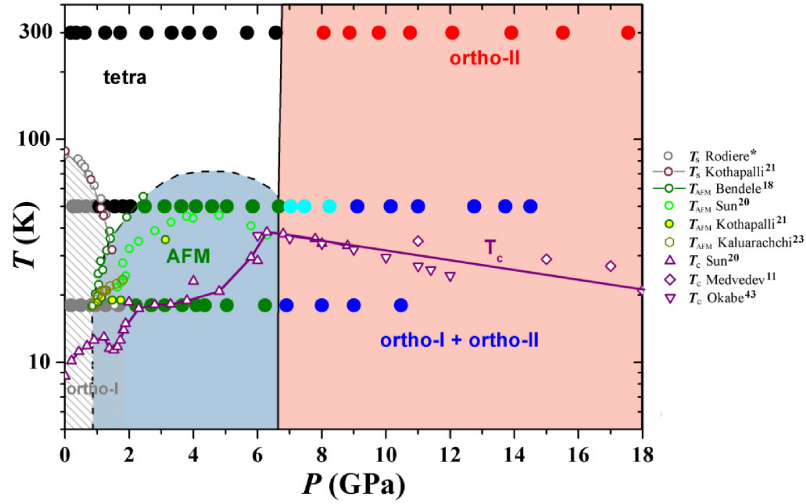 300
100
10
T (K)
tetra
ortho-II
AFM
Tc
ortho-I + ortho-II
ortho-I
0 2 4 6 8 10 12 14 16 18
P (GPa)
Ts Rodiere*
Ts Kothapalli21
TAFM Bendele18
TAFM Sun20
TAFM Kothapalli21
TAFM Kaluarachchi23
Tc Sun20
Tc Medvedev11
Tc Okabe43